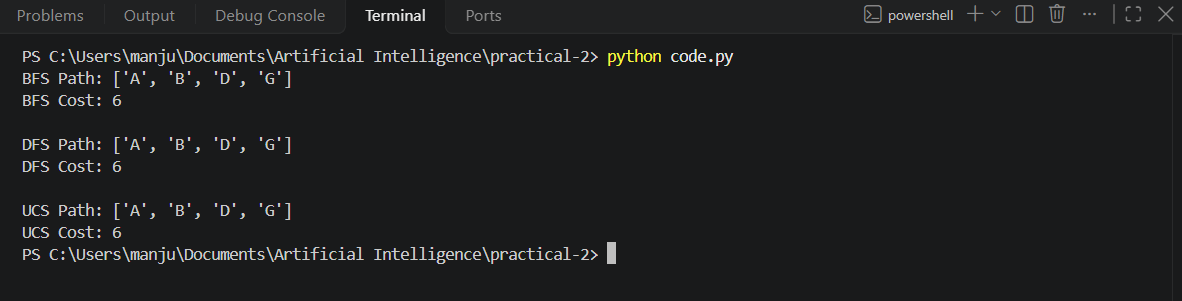 Problems Output Debug Console Terminal Ports powershell
PS C:\Users\manju\Documents\Artificial Intelligence\practical-2> python code.py
BFS Path: ['A', 'B', 'D', 'G']
BFS Cost: 6
DFS Path: ['A', 'B', 'D', 'G']
DFS Cost: 6
UCS Path: ['A', 'B', 'D', 'G']
UCS Cost: 6
PS C:\Users\manju\Documents\Artificial Intelligence\practical-2>